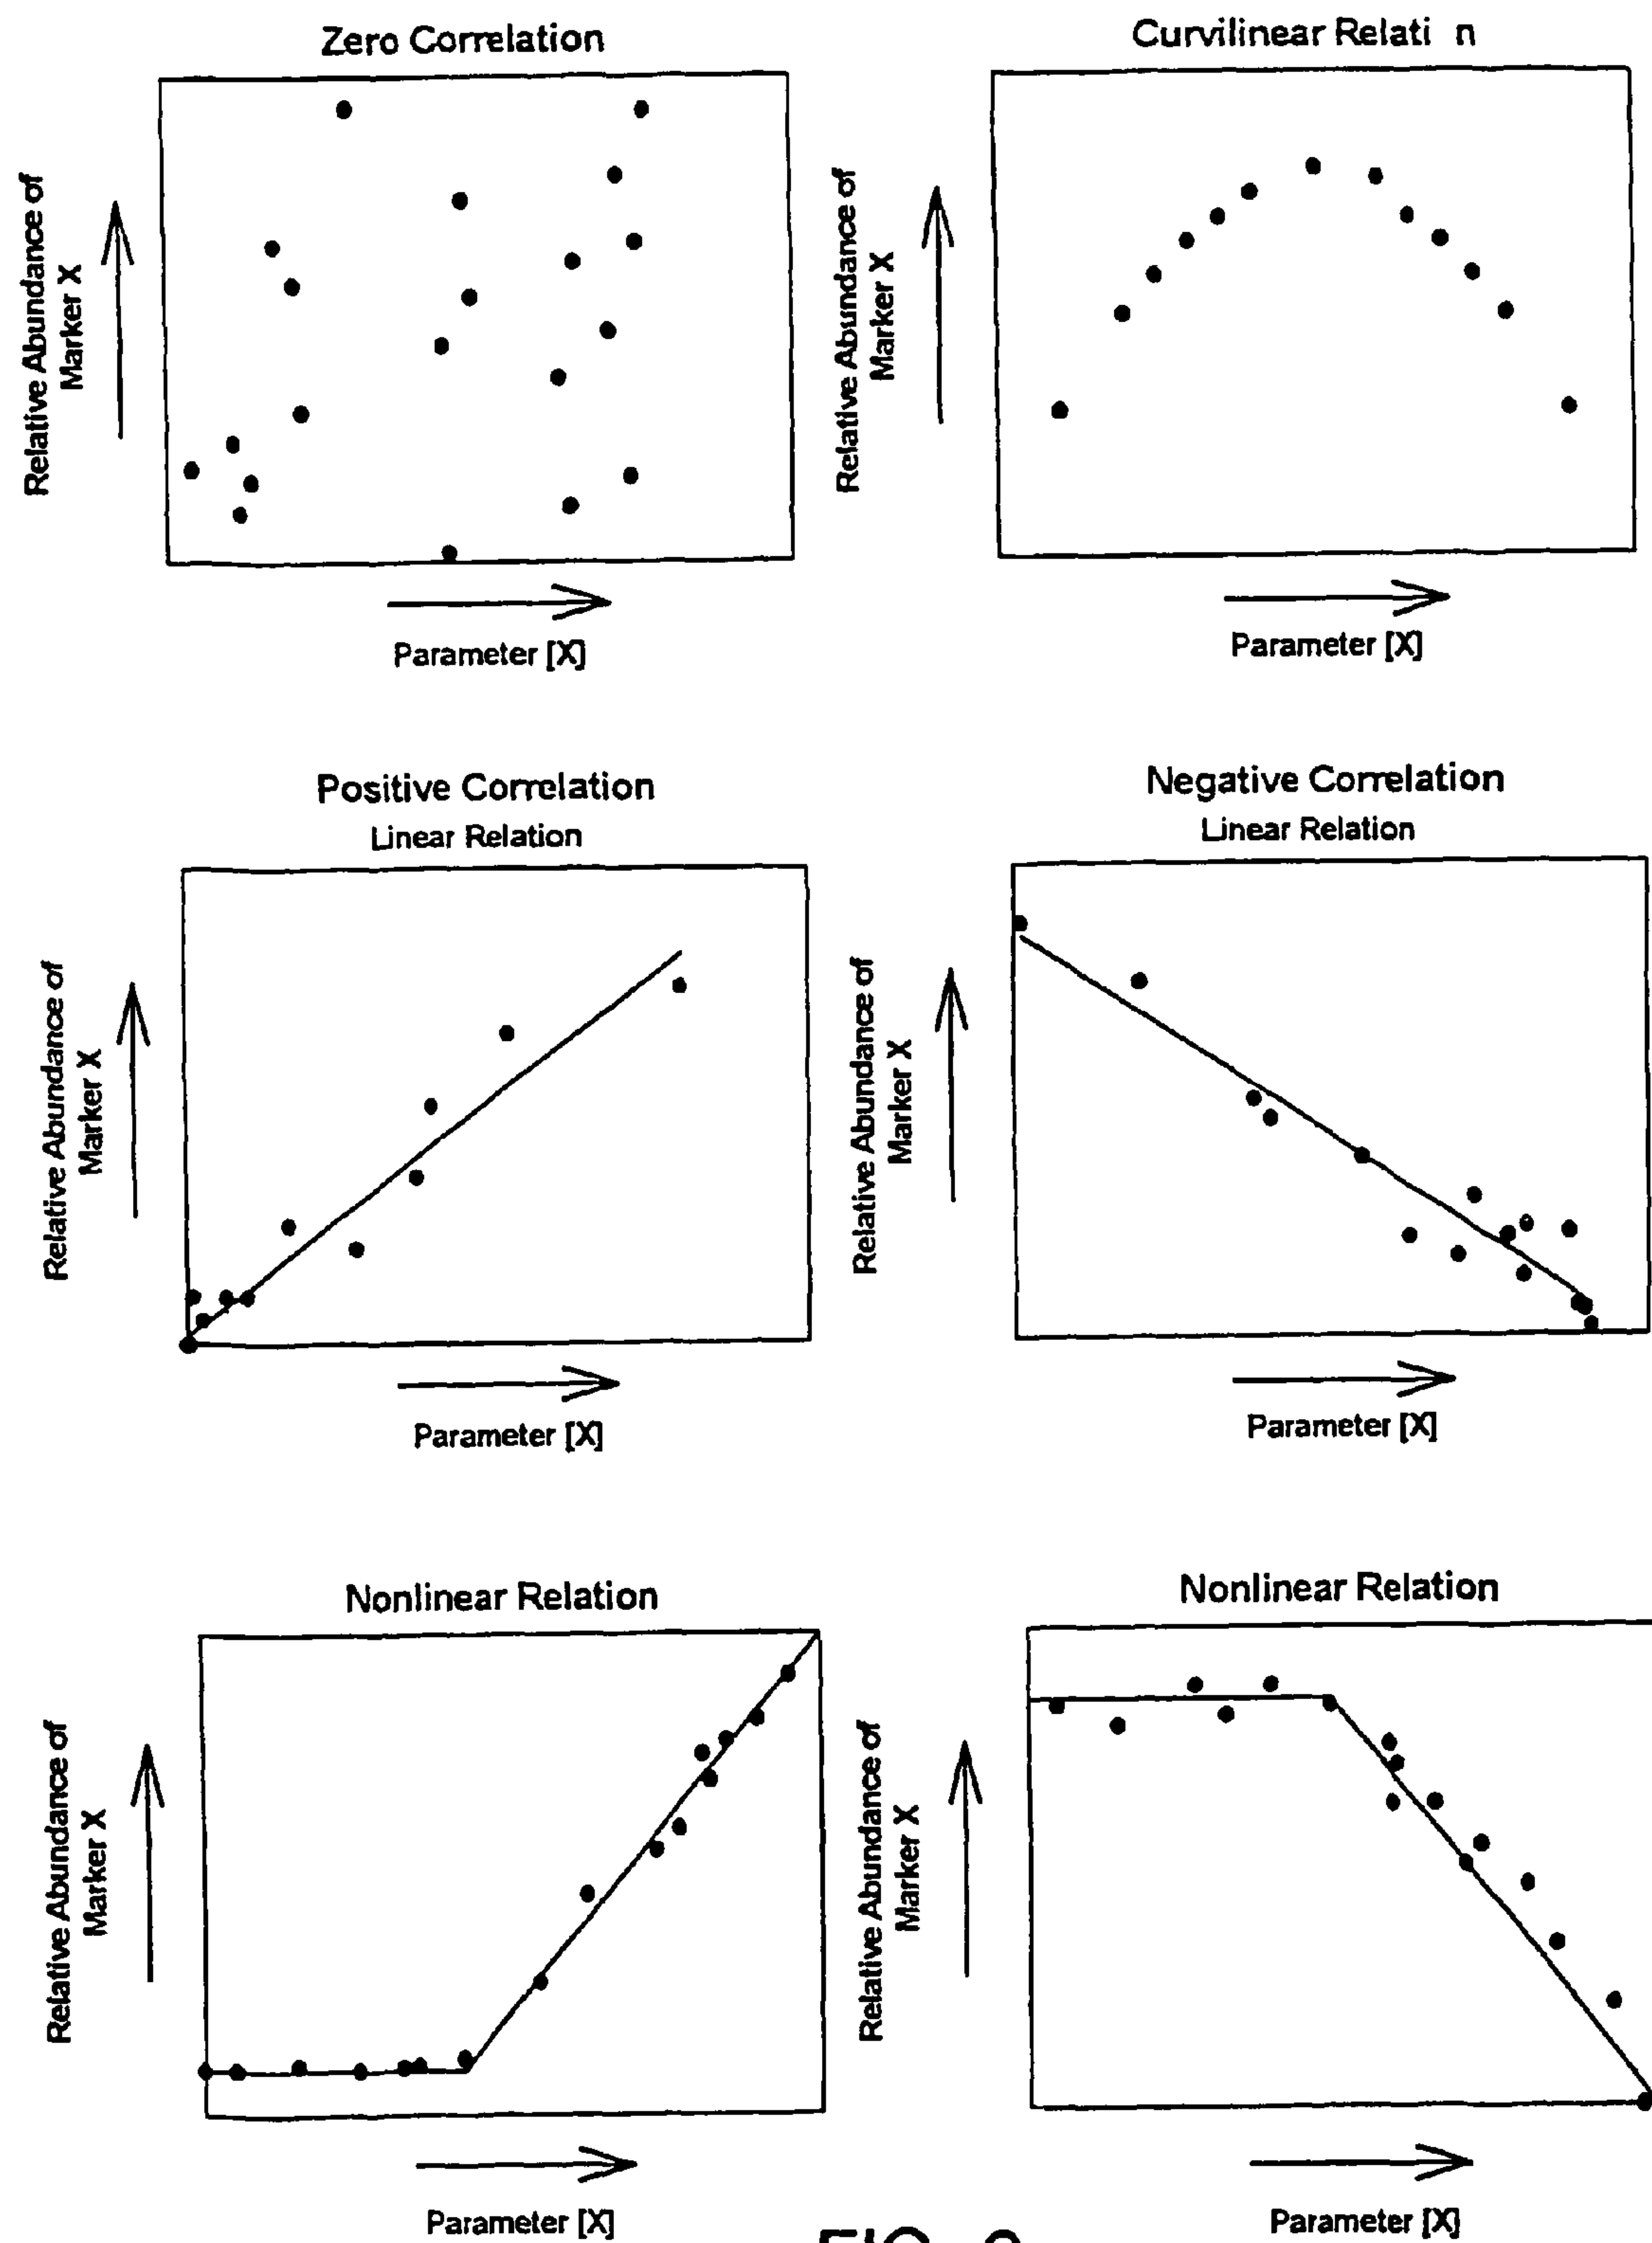 Zero Correlation
Relative Abundance of
Marker X
Parameter [X]
Curvilinear Relati n
Relative Abundance of
Marker X
Parameter [X]
Positive Correlation
Linear Relation
Relative Abundance of
Marker X
Parameter [X]
Negative Correlation
Linear Relation
Relative Abundance of
Marker X
Parameter [X]
Nonlinear Relation
Relative Abundance of
Marker X
Parameter [X]
Nonlinear Relation
Relative Abundance of
Marker X
Parameter [X]